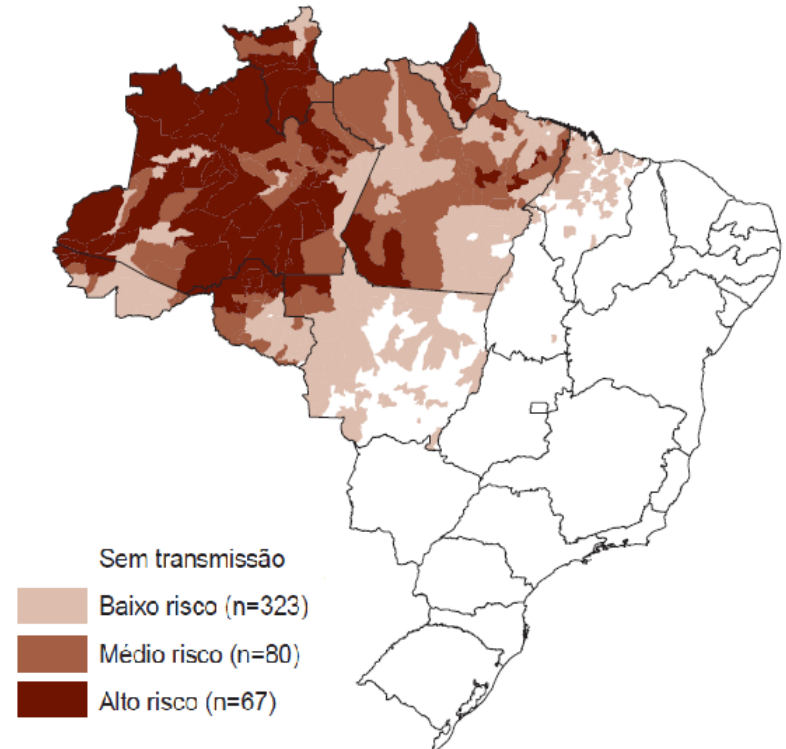 Sem transmissão
Baixo risco (n=323)
Médio risco (n=80)
Alto risco (n=67)